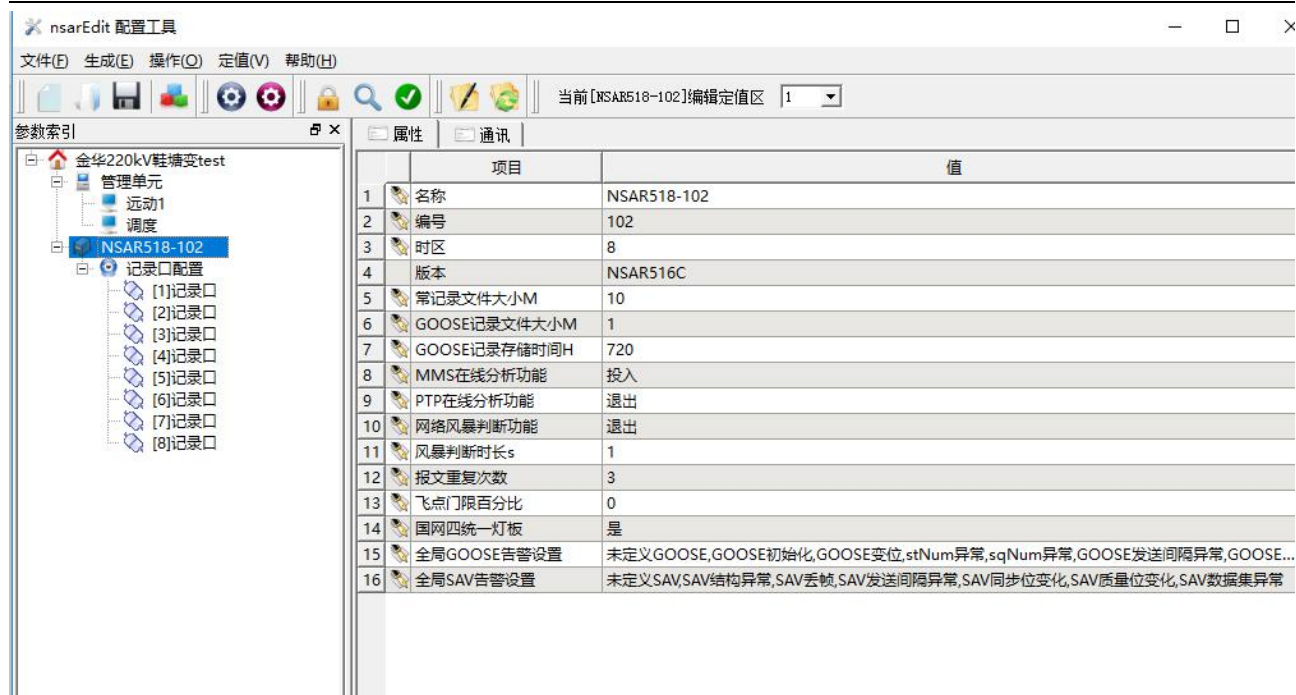 nsarEdit 配置工具
文件(F) 生成(E) 操作(O) 定值(V) 帮助(H)
当前[NSAR518-102]编辑定值区 1
参数索引
金华220kV鞋塘变test
管理单元
远动1
调度
NSAR518-102
记录口配置
[1]记录口
[2]记录口
[3]记录口
[4]记录口
[5]记录口
[6]记录口
[7]记录口
[8]记录口
属性 通讯
项目 值
1 名称 NSAR518-102
2 编号 102
3 时区 8
4 版本 NSAR516C
5 常记录文件大小M 10
6 GOOSE记录文件大小M 1
7 GOOSE记录存储时间H 720
8 MMS在线分析功能 投入
9 PTP在线分析功能 退出
10 网络风暴判断功能 退出
11 风暴判断时长s 1
12 报文重复次数 3
13 飞点门限百分比 0
14 国网四统一灯板 是
15 全局GOOSE告警设置 未定义GOOSE,GOOSE初始化,GOOSE变位,stNum异常,sqNum异常,GOOSE发送间隔异常,GOOSE...
16 全局SAV告警设置 未定义SAV,SAV结构异常,SAV丢帧,SAV发送间隔异常,SAV同步位变化,SAV质量位变化,SAV数据集异常